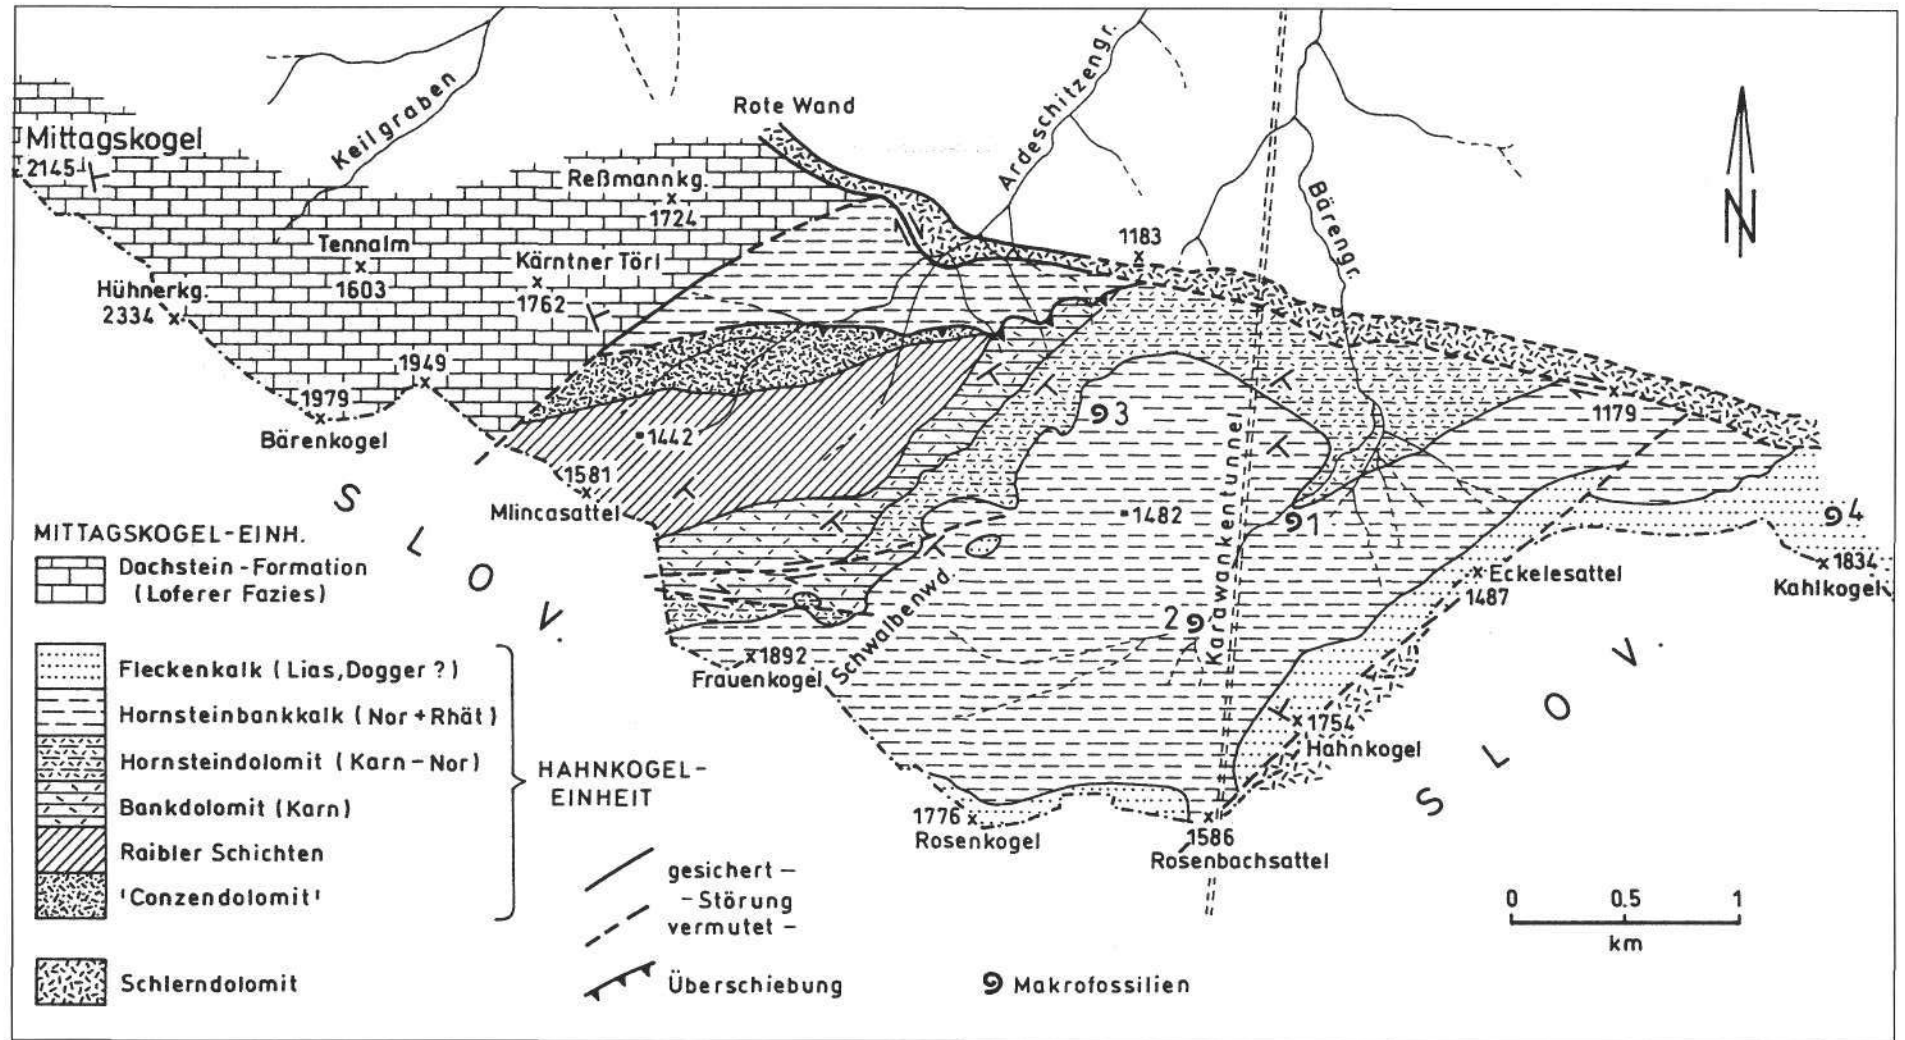 Rote Wand
Keilgraben
Ardeschitzengr.
Bärengr.
Mittagskogel
2145
Reßmannkg.
1724
Tennalm
1603
Kärntner Törl
1762
1183
Hühnerkg.
2334
1949
1979
Bärenkogel
1442
1581
Mlincasattel
3
1179
1482
1
4
1834
Kahlkogel
Eckelesattel
1487
Karawankentunnel
2
Schwalbenwd.
1892
Frauenkogel
1754
Hahnkogel
1776
Rosenkogel
1586
Rosenbachsattel
S L O V.
S L O V.
N
MITTAGSKOGEL-EINH.
Dachstein-Formation
(Loferer Fazies)
Fleckenkalk (Lias, Dogger ?)
Hornsteinbankkalk (Nor + Rhät)
Hornsteindolomit (Karn-Nor)
Bankdolomit (Karn)
Raibler Schichten
'Conzendolomit'
HAHNKOGEL-
EINHEIT
Schlerndolomit
gesichert –
– Störung
vermutet –
Überschiebung
Makrofossilien
0 0.5 1
km